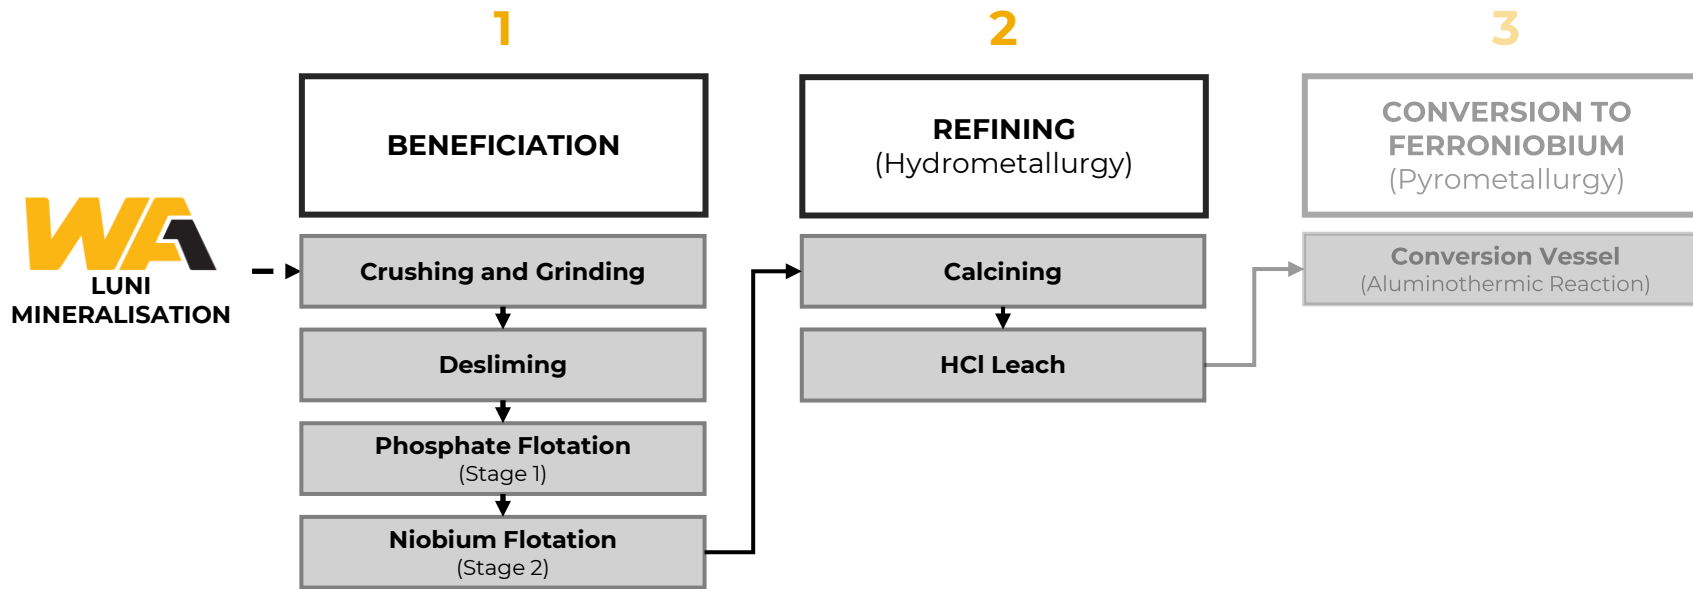 1
2
3
BENEFICIATION
REFINING
(Hydrometallurgy)
CONVERSION TO
FERRONIOBIUM
(Pyrometallurgy)
WA1
LUNI
MINERALISATION
Crushing and Grinding
Desliming
Phosphate Flotation
(Stage 1)
Niobium Flotation
(Stage 2)
Calcining
HCl Leach
Conversion Vessel
(Aluminothermic Reaction)